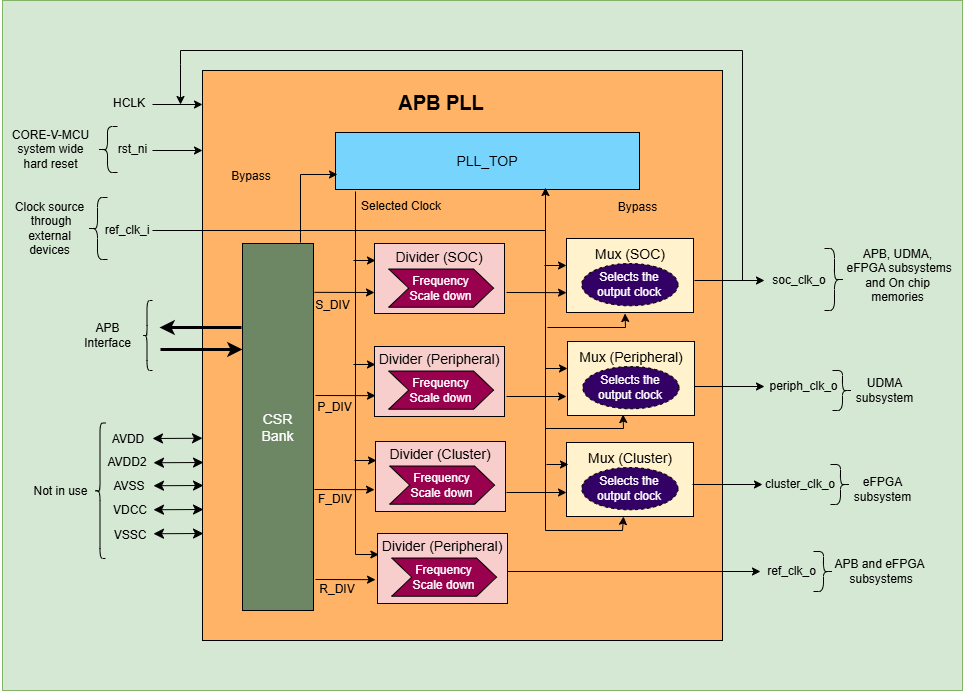 APB PLL
HCLK
CORE-V-MCU
system wide
hard reset
rst_ni
PLL_TOP
Bypass
Selected Clock
Bypass
Clock source
through
external
devices
ref_clk_i
Divider (SOC)
Frequency
Scale down
S_DIV
Mux (SOC)
Selects the
output clock
soc_clk_o
APB, UDMA,
eFPGA subsystems
and On chip
memories
APB
Interface
CSR
Bank
Divider (Peripheral)
Frequency
Scale down
P_DIV
Mux (Peripheral)
Selects the
output clock
periph_clk_o
UDMA
subsystem
Not in use
AVDD
AVDD2
AVSS
VDCC
VSSC
Divider (Cluster)
Frequency
Scale down
F_DIV
Mux (Cluster)
Selects the
output clock
cluster_clk_o
eFPGA
subsystem
Divider (Peripheral)
Frequency
Scale down
R_DIV
ref_clk_o
APB and eFPGA
subsystems